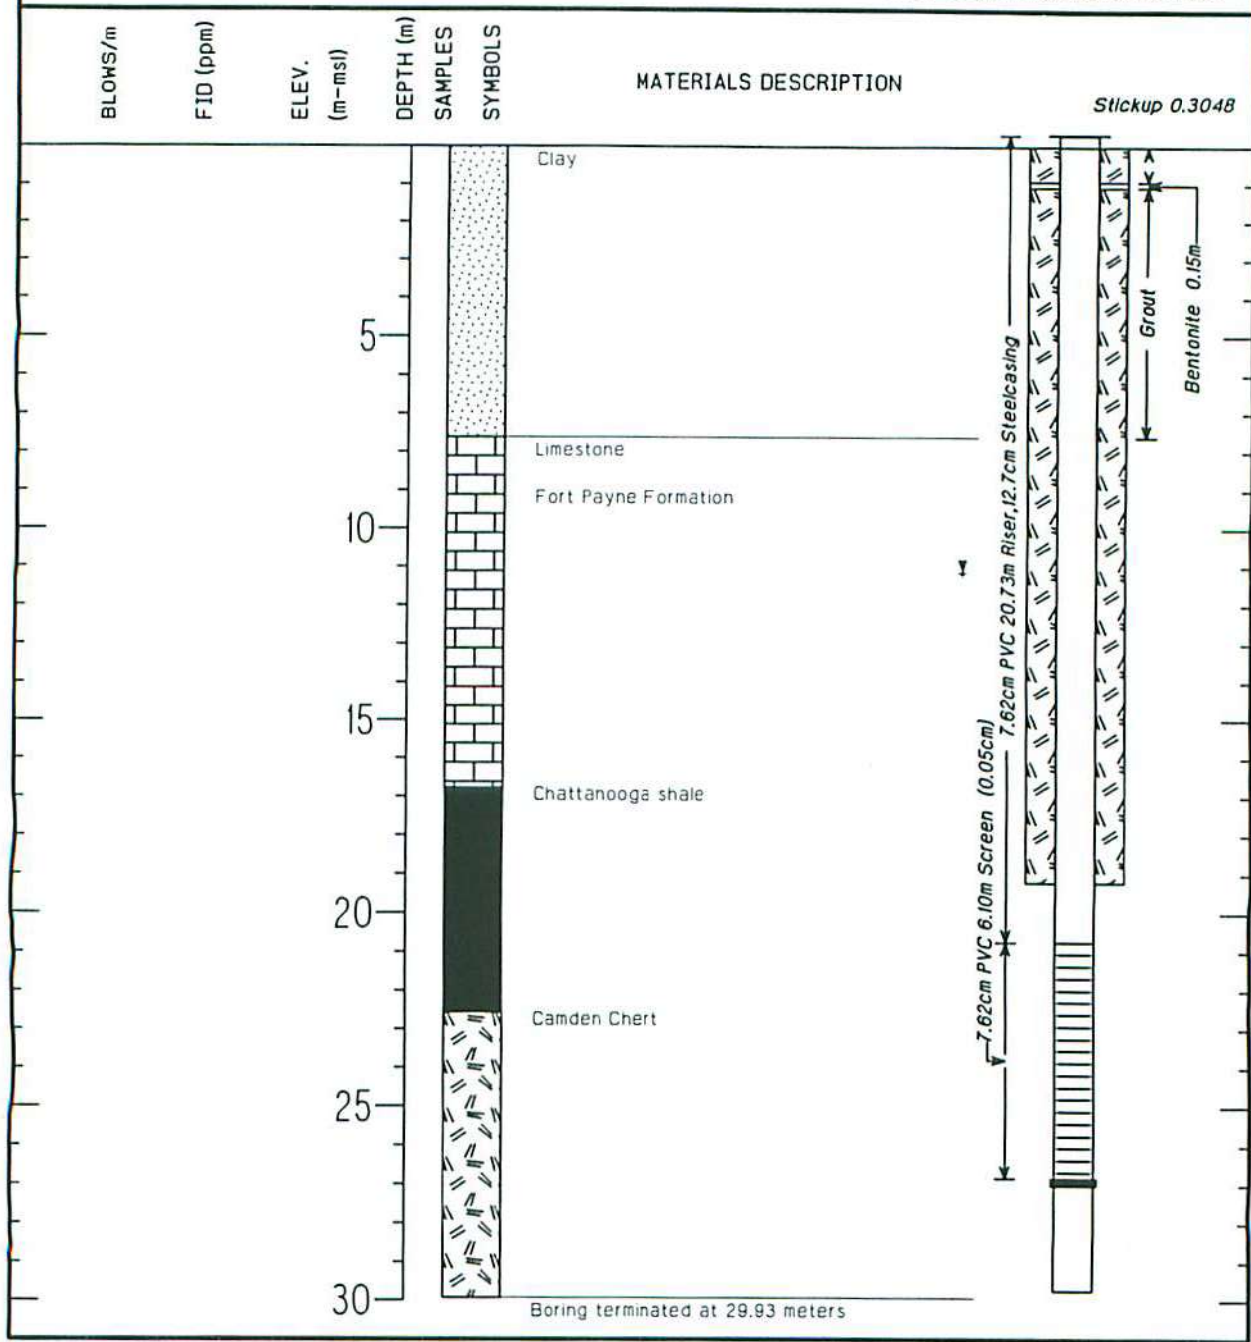 BLOWS/m
FID (ppm)
ELEV.
(m-msl)
DEPTH (m)
SAMPLES
SYMBOLS
MATERIALS DESCRIPTION
Stickup 0.3048
Clay
5
Grout
Bentonite 0.15m
7.62cm PVC 20.73m Riser,12.7cm Steelcasing
Limestone
Fort Payne Formation
10
15
Chattanooga shale
7.62cm PVC 6.10m Screen (0.05cm)
20
Camden Chert
25
30
Boring terminated at 29.93 meters